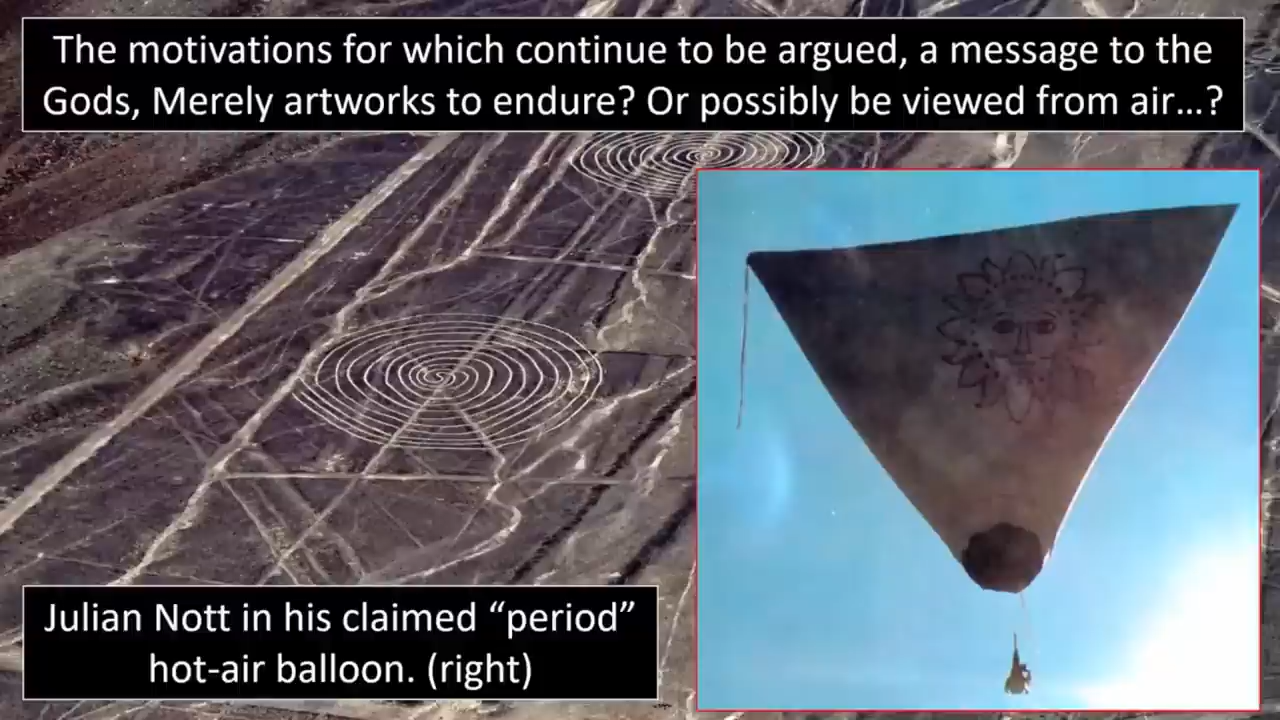 The motivations for which continue to be argued, a message to the
Gods, Merely artworks to endure? Or possibly be viewed from air…?
Julian Nott in his claimed “period”
hot-air balloon. (right)